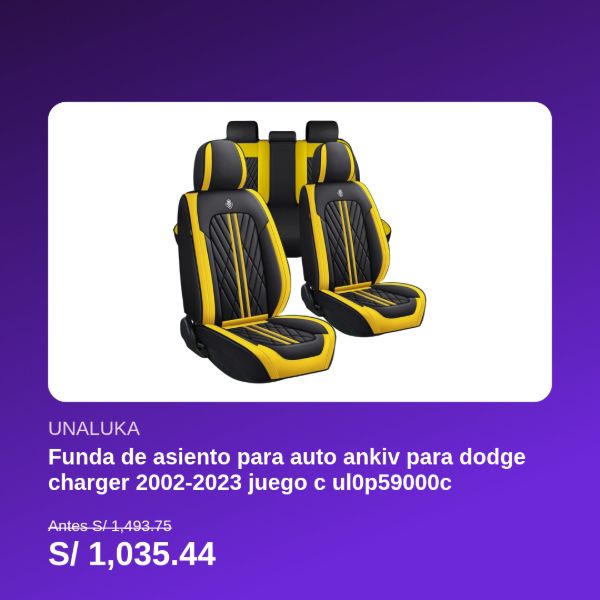 UNALUKA
Funda de asiento para auto ankiv para dodge
charger 2002-2023 juego c ul0p59000c
Antes S/ 1,493.75
S/ 1,035.44